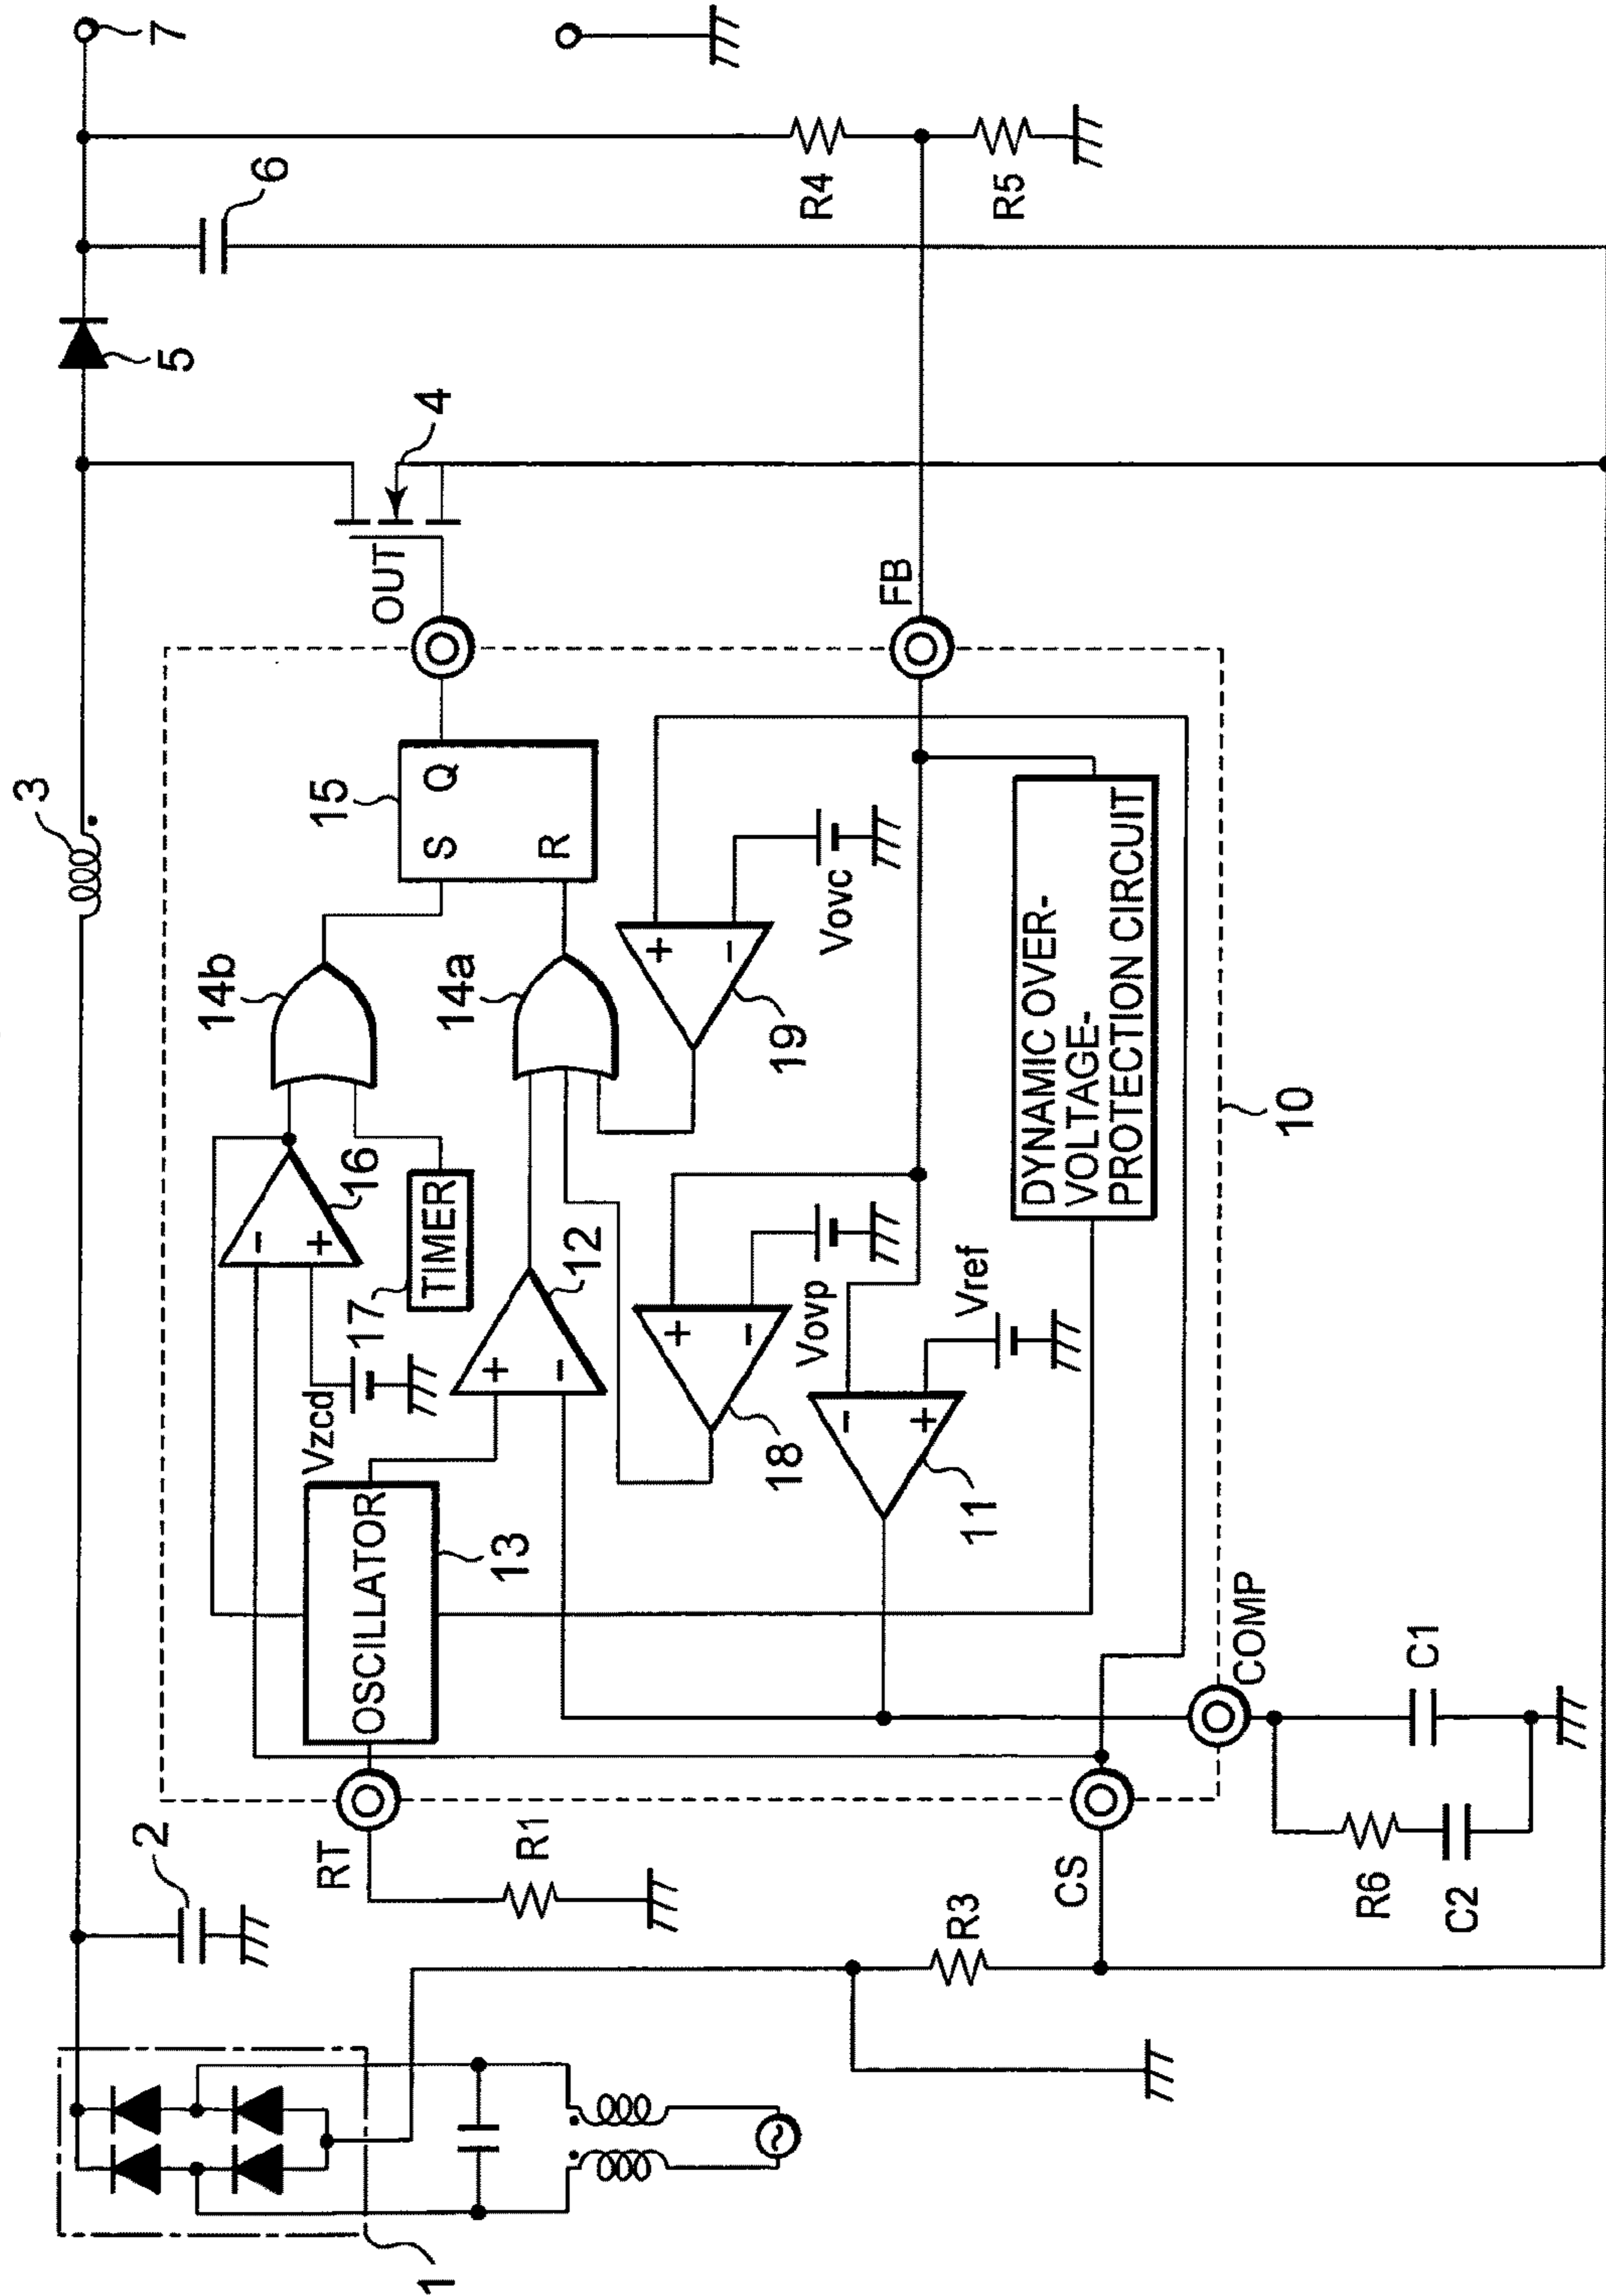 1
2
3
4
5
6
7
RT
R1
R3
CS
OSCILLATOR
13
Vzcd
-
+
16
17
TIMER
14b
14a
15
S
Q
R
OUT
+
-
12
+
-
18
Vovp
+
-
19
Vovc
-
+
11
Vref
FB
R4
R5
DYNAMIC OVER-
VOLTAGE-
PROTECTION CIRCUIT
10
COMP
C1
R6
C2